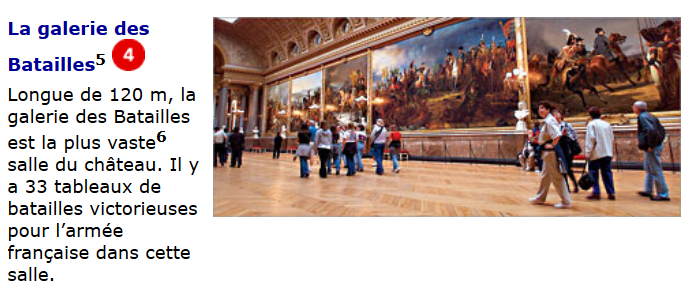 La galerie des
Batailles5 4
Longue de 120 m, la
galerie des Batailles
est la plus vaste6
salle du château. Il y
a 33 tableaux de
batailles victorieuses
pour l’armée
française dans cette
salle.